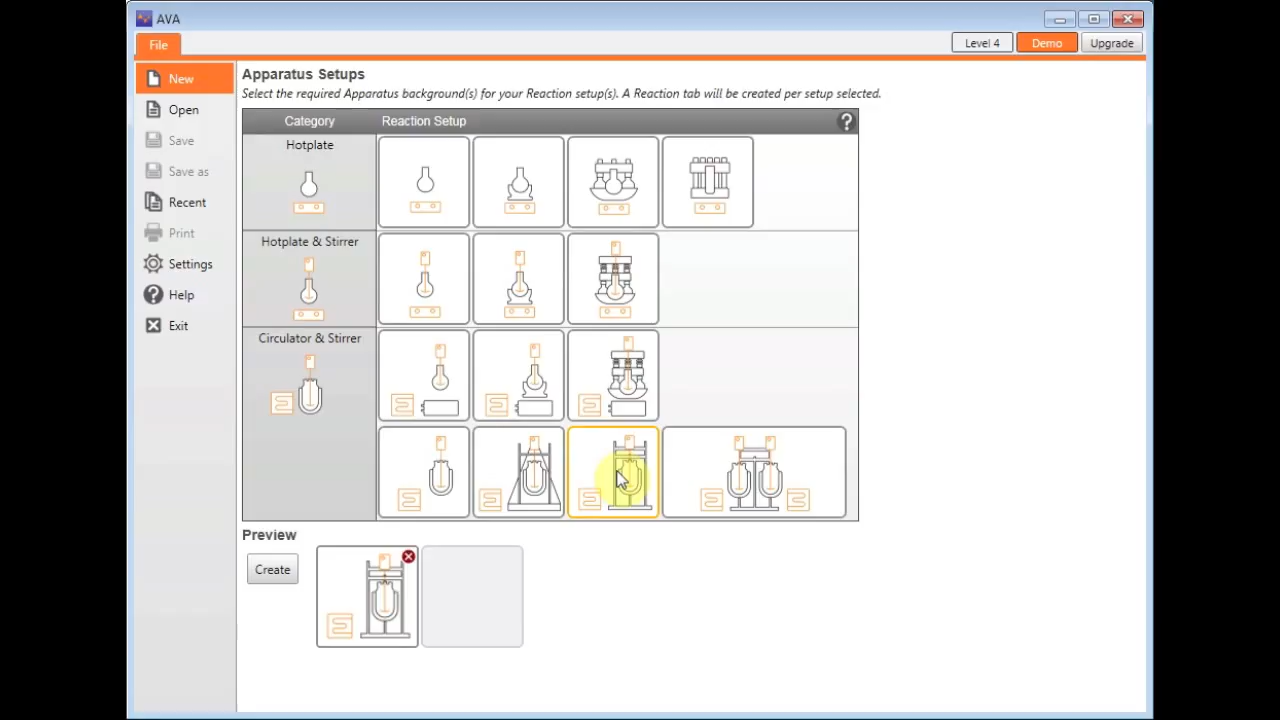 AVA
File
Level 4
Demo
Upgrade
New
Open
Save
Save as
Recent
Print
Settings
Help
Exit
Apparatus Setups
Select the required Apparatus background(s) for your Reaction setup(s). A Reaction tab will be created per setup selected.
Category
Reaction Setup
?
Hotplate
Hotplate & Stirrer
Circulator & Stirrer
Preview
Create